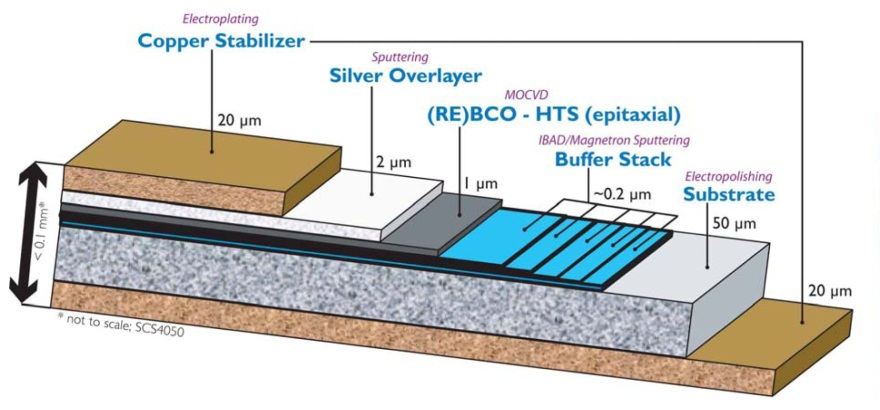 Electroplating
Copper Stabilizer
Sputtering
Silver Overlayer
MOCVD
(RE)BCO - HTS (epitaxial)
IBAD/Magnetron Sputtering
Buffer Stack
Electropolishing
Substrate
20 µm
2 µm
1 µm
~0.2 µm
50 µm
20 µm
< 0.1 mm*
* not to scale; SCS4050